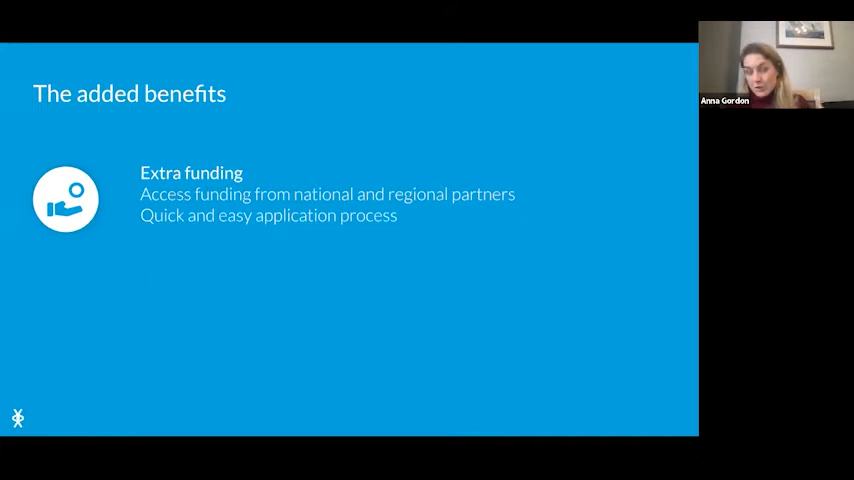 The added benefits
Extra funding
Access funding from national and regional partners
Quick and easy application process
Anna Gordon